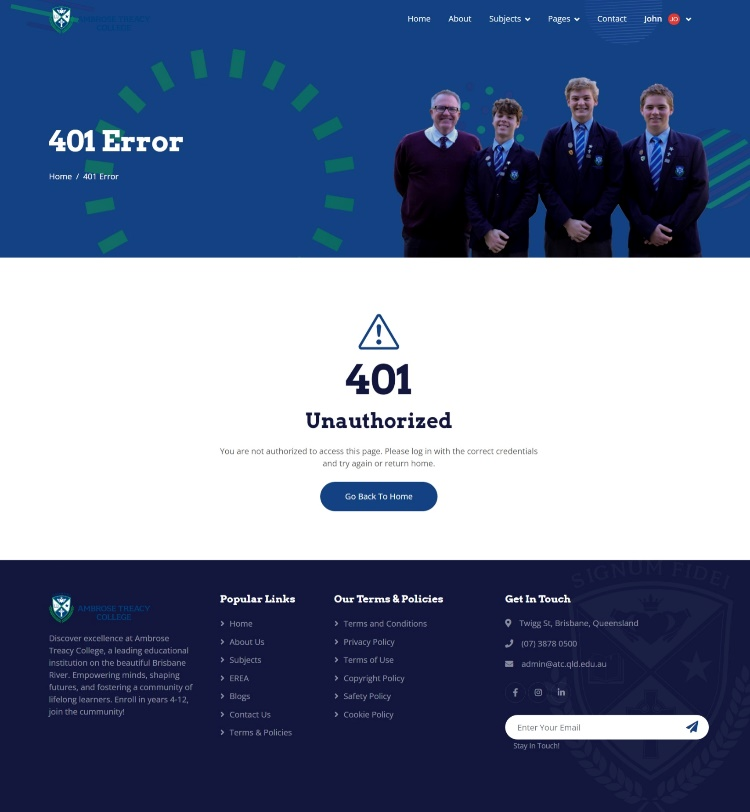 AMBROSE TREACY
COLLEGE
Home About Subjects Pages Contact John JO
401 Error
Home / 401 Error
401
Unauthorized
You are not authorized to access this page. Please log in with the correct credentials
and try again or return home.
Go Back To Home
SIGNUM FIDEI
AMBROSE TREACY
COLLEGE
Discover excellence at Ambrose
Treacy College, a leading educational
institution on the beautiful Brisbane
River. Empowering minds, shaping
futures, and fostering a community of
lifelong learners. Enroll in years 4-12,
join the cummunity!
Popular Links
Home
About Us
Subjects
EREA
Blogs
Contact Us
Terms & Policies
Our Terms & Policies
Terms and Conditions
Privacy Policy
Terms of Use
Copyright Policy
Safety Policy
Cookie Policy
Get In Touch
Twigg St, Brisbane, Queensland
(07) 3878 0500
admin@atc.qld.edu.au
Enter Your Email
Stay In Touch!